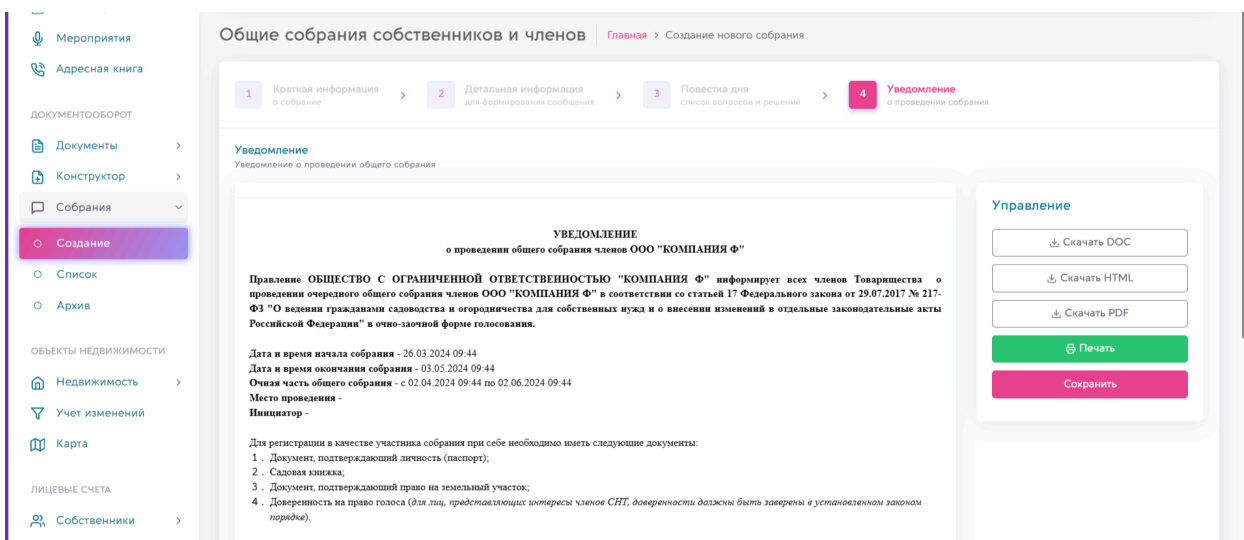 Мероприятия
Адресная книга
ДОКУМЕНТООБОРОТ
Документы
Конструктор
Собрания
Создание
Список
Архив
ОБЪЕКТЫ НЕДВИЖИМОСТИ
Недвижимость
Учет изменений
Карта
ЛИЦЕВЫЕ СЧЕТА
Собственники
Общие собрания собственников и членов
Главная > Создание нового собрания
1 Краткая информация
о собрание
2 Детальная информация
для формирования сообщения
3 Повестка дня
список вопросов и решений
4 Уведомление
о проведении собрания
Уведомление
Уведомление о проведении общего собрания
УВЕДОМЛЕНИЕ
о проведении общего собрания членов ООО "КОМПАНИЯ Ф"
Правление ОБЩЕСТВО С ОГРАНИЧЕННОЙ ОТВЕТСТВЕННОСТЬЮ "КОМПАНИЯ Ф" информирует всех членов Товарищества о
проведении очередного общего собрания членов ООО "КОМПАНИЯ Ф" в соответствии со статьей 17 Федерального закона от 29.07.2017 № 217-
ФЗ "О ведении гражданами садоводства и огородничества для собственных нужд и о внесении изменений в отдельные законодательные акты
Российской Федерации" в очно-заочной форме голосования.
Дата и время начала собрания - 26.03.2024 09:44
Дата и время окончания собрания - 03.05.2024 09:44
Очная часть общего собрания - с 02.04.2024 09:44 по 02.06.2024 09:44
Место проведения -
Инициатор -
Для регистрации в качестве участника собрания при себе необходимо иметь следующие документы:
1 . Документ, подтверждающий личность (паспорт);
2 . Садовая книжка;
3 . Документ, подтверждающий право на земельный участок;
4 . Доверенность на право голоса (для лиц, представляющих интересы членов СНТ, доверенности должны быть заверены в установленном законом
порядке).
Управление
Скачать DOC
Скачать HTML
Скачать PDF
Печать
Сохранить